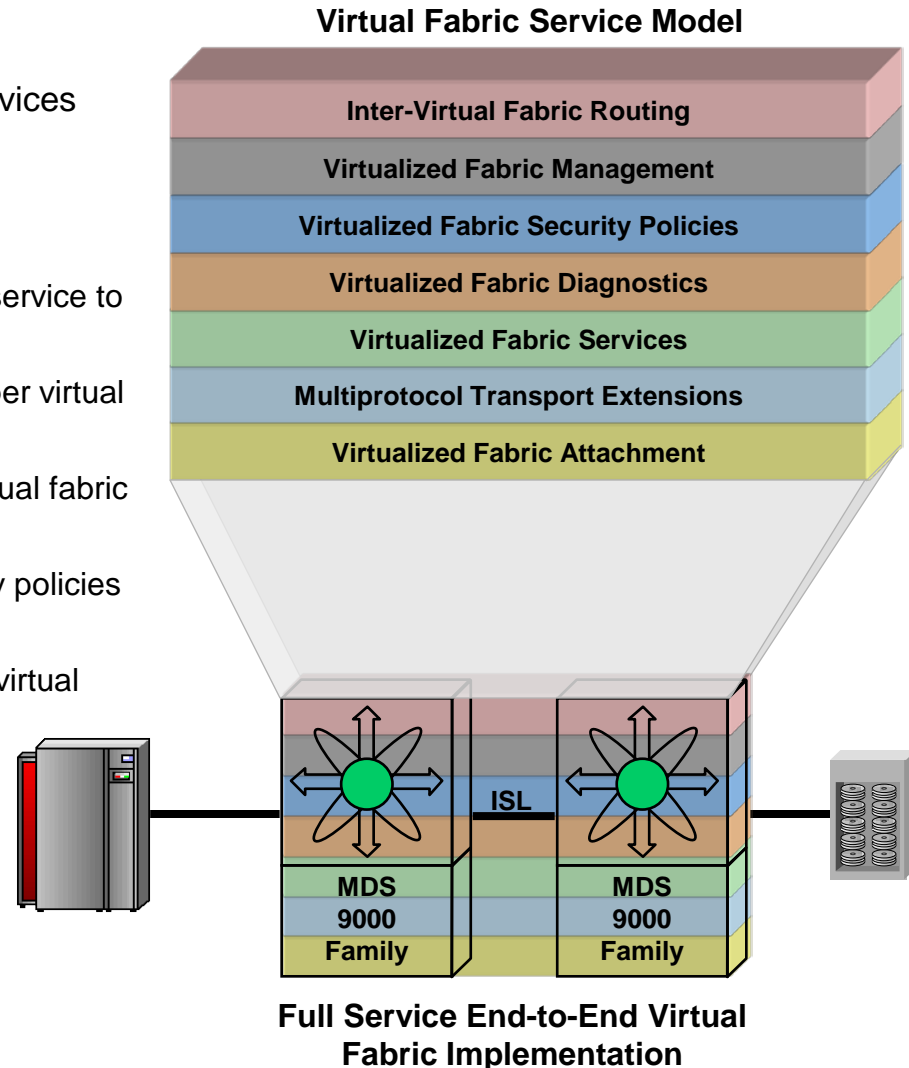 Virtual Fabric Service Model
vices
Inter-Virtual Fabric Routing
Virtualized Fabric Management
Virtualized Fabric Security Policies
service to
Virtualized Fabric Diagnostics
Virtualized Fabric Services
per virtual
Multiprotocol Transport Extensions
Virtualized Fabric Attachment
ual fabric
y policies
virtual
ISL
MDS
9000
Family
MDS
9000
Family
Full Service End-to-End Virtual
Fabric Implementation